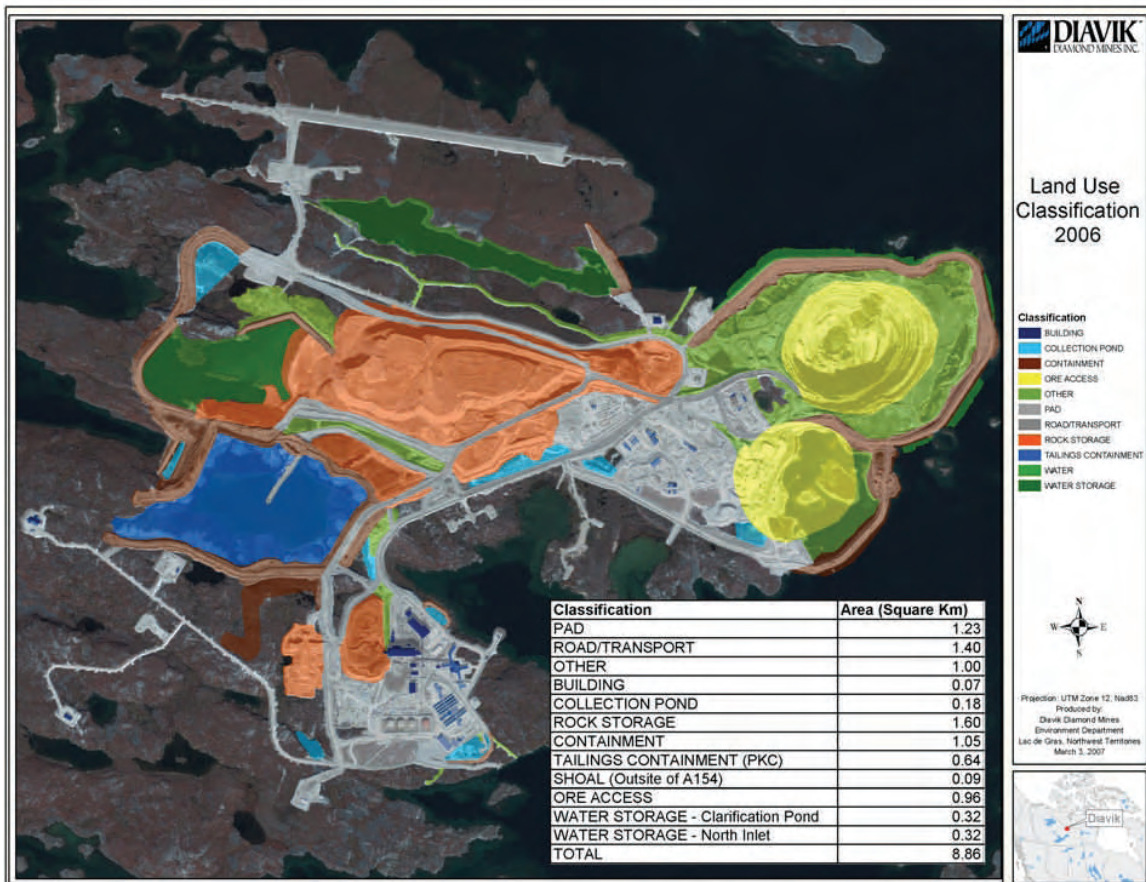 DIAVIK
DIAMOND MINES INC.
Land Use
Classification
2006
Classification
BUILDING
COLLECTION POND
CONTAINMENT
ORE ACCESS
OTHER
PAD
ROAD/TRANSPORT
ROCK STORAGE
TAILINGS CONTAINMENT
WATER
WATER STORAGE
N
W E
S
Projection: UTM Zone 12, Nad83
Produced by:
Diavik Diamond Mines
Environment Department
Lac de Gras, Northwest Territories
March 3, 2007
Diavik
Classification Area (Square Km)
PAD 1.23
ROAD/TRANSPORT 1.40
OTHER 1.00
BUILDING 0.07
COLLECTION POND 0.18
ROCK STORAGE 1.60
CONTAINMENT 1.05
TAILINGS CONTAINMENT (PKC) 0.64
SHOAL (Outsite of A154) 0.09
ORE ACCESS 0.96
WATER STORAGE - Clarification Pond 0.32
WATER STORAGE - North Inlet 0.32
TOTAL 8.86